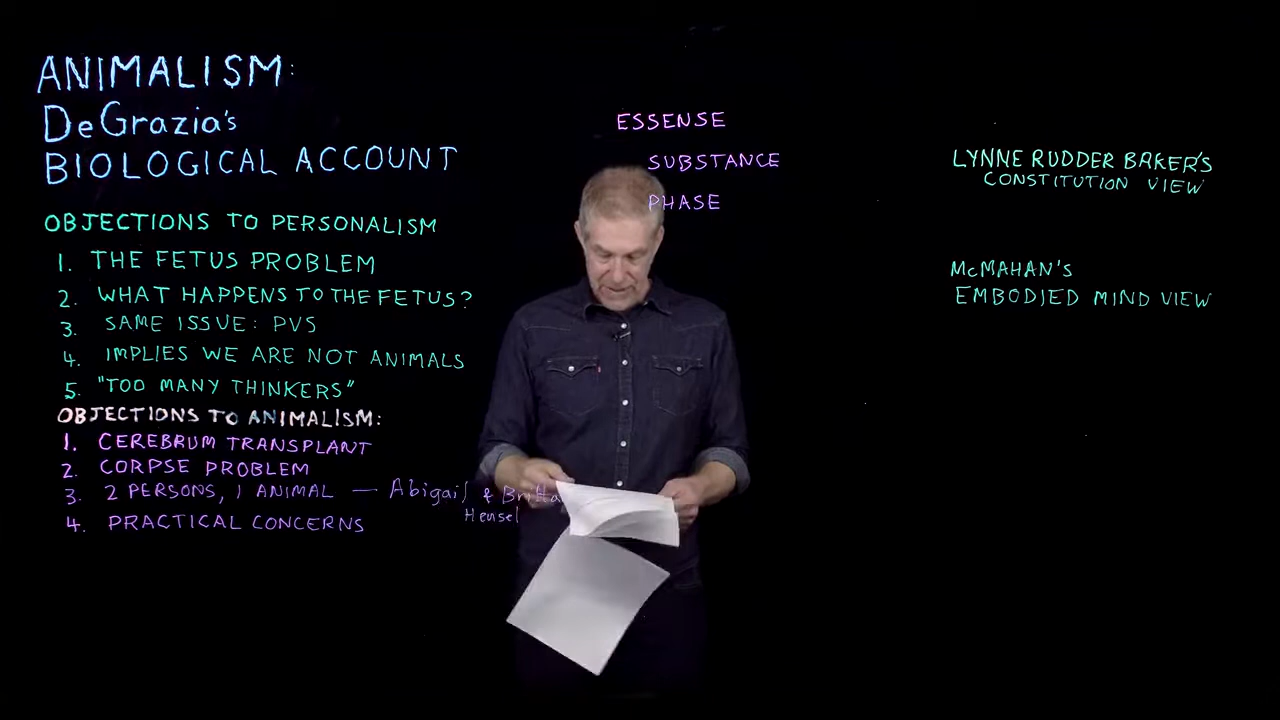 ANIMALISM:
DeGrazia's
BIOLOGICAL ACCOUNT
OBJECTIONS TO PERSONALISM
1. THE FETUS PROBLEM
2. WHAT HAPPENS TO THE FETUS?
3. SAME ISSUE: PVS
4. IMPLIES WE ARE NOT ANIMALS
5. "TOO MANY THINKERS"
OBJECTIONS TO ANIMALISM:
1. CEREBRUM TRANSPLANT
2. CORPSE PROBLEM
3. 2 PERSONS, 1 ANIMAL — Abigail &
Hensel
4. PRACTICAL CONCERNS
ESSENSE
SUBSTANCE
PHASE
LYNNE RUDDER BAKER'S
CONSTITUTION VIEW
McMAHAN'S
EMBODIED MIND VIEW